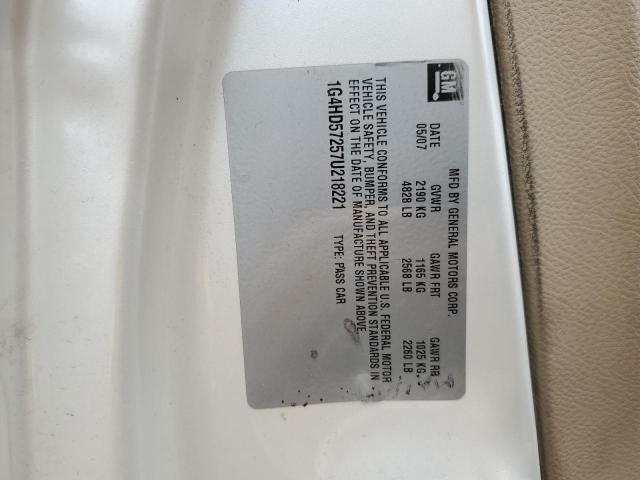 GM
MFD BY GENERAL MOTORS CORP.
DATE GVWR GAWR FRT GAWR RR
05/07 2190 KG 1165 KG 1025 KG
4828 LB 2568 LB 2260 LB
THIS VEHICLE CONFORMS TO ALL APPLICABLE U.S. FEDERAL MOTOR
VEHICLE SAFETY, BUMPER, AND THEFT PREVENTION STANDARDS IN
EFFECT ON THE DATE OF MANUFACTURE SHOWN ABOVE.
1G4HD57257U218221 TYPE: PASS CAR